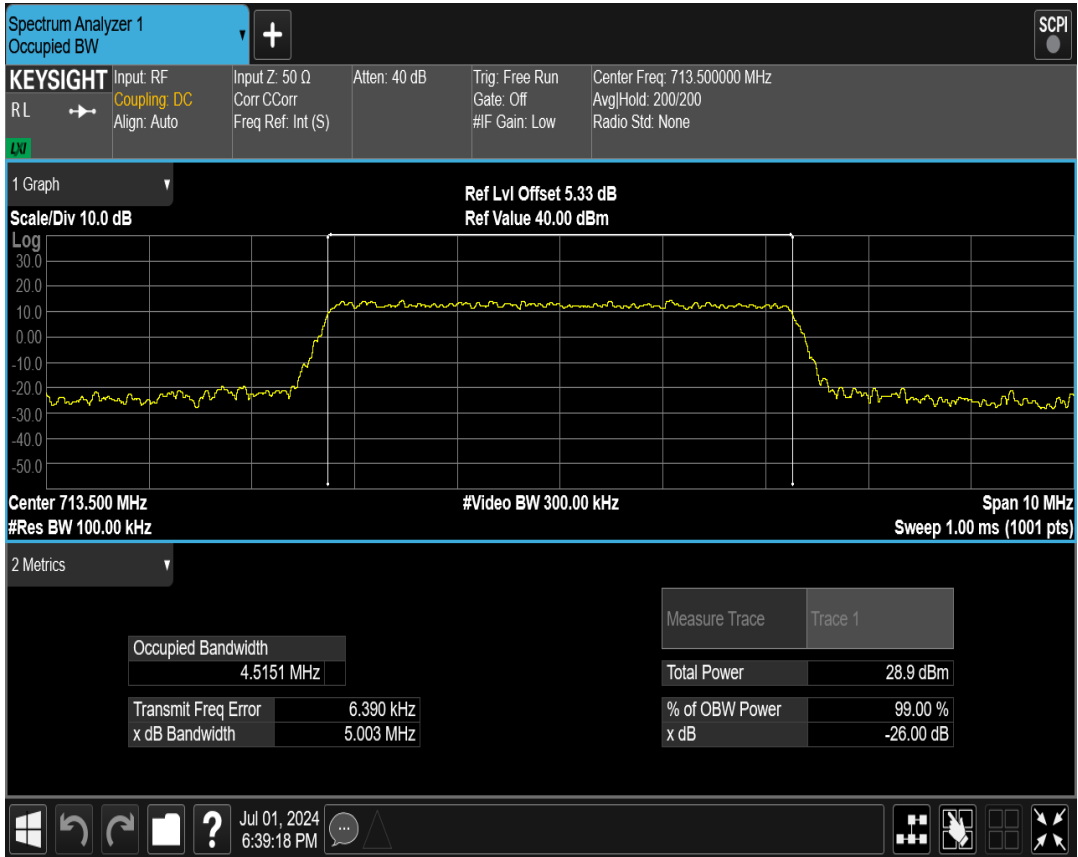 Spectrum Analyzer 1
Occupied BW
SCPI
KEYSIGHT
R L
LXI
Input: RF
Coupling: DC
Align: Auto
Input Z: 50 Ω
Corr CCorr
Freq Ref: Int (S)
Atten: 40 dB
Trig: Free Run
Gate: Off
#IF Gain: Low
Center Freq: 713.500000 MHz
Avg|Hold: 200/200
Radio Std: None
1 Graph
Scale/Div 10.0 dB
Ref Lvl Offset 5.33 dB
Ref Value 40.00 dBm
Log
30.0
20.0
10.0
0.00
-10.0
-20.0
-30.0
-40.0
-50.0
Center 713.500 MHz
#Res BW 100.00 kHz
#Video BW 300.00 kHz
Span 10 MHz
Sweep 1.00 ms (1001 pts)
2 Metrics
Occupied Bandwidth
4.5151 MHz
Transmit Freq Error 6.390 kHz
x dB Bandwidth 5.003 MHz
Measure Trace Trace 1
Total Power 28.9 dBm
% of OBW Power 99.00 %
x dB -26.00 dB
?
Jul 01, 2024
6:39:18 PM